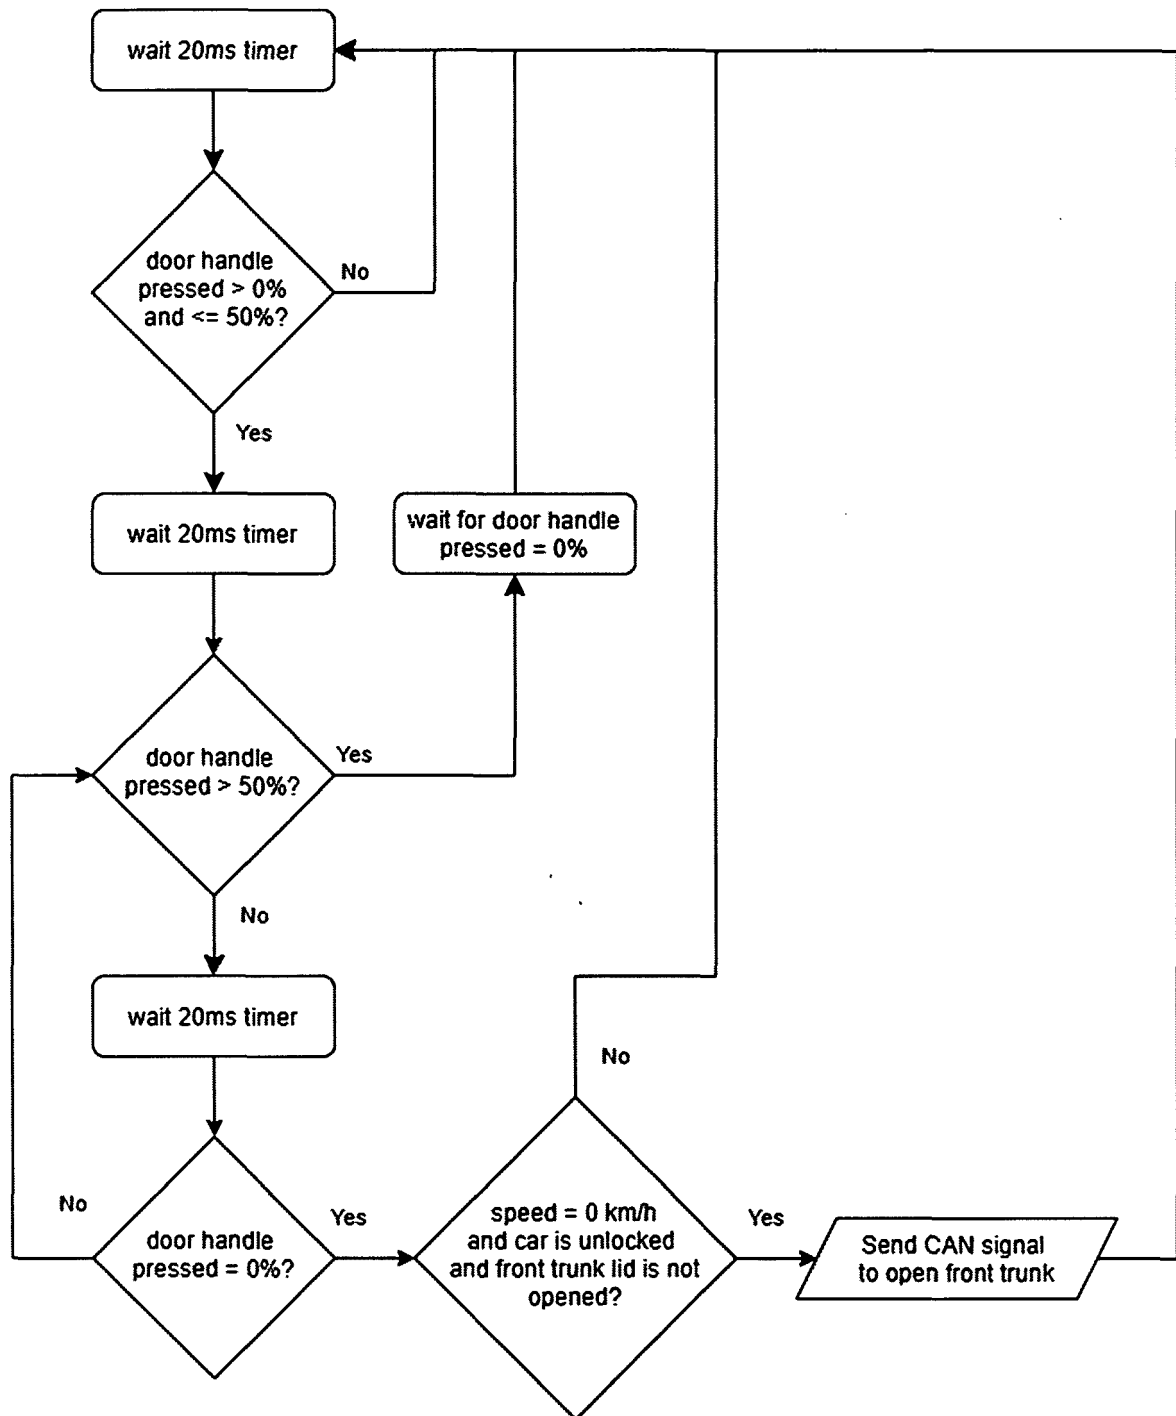 wait 20ms timer
door handle
pressed > 0%
and <= 50%?
No
Yes
wait 20ms timer
wait for door handle
pressed = 0%
door handle
pressed > 50%?
Yes
No
wait 20ms timer
door handle
pressed = 0%?
No
Yes
speed = 0 km/h
and car is unlocked
and front trunk lid is not
opened?
No
Yes
Send CAN signal
to open front trunk